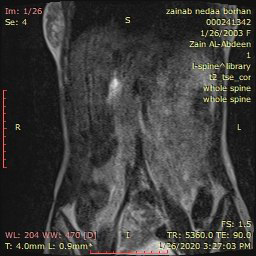 Im: 1/26
Se: 4
S
zainab nedaa borhan
000241342
1/26/2003 F
Zain AL-Abdeen
1
l-spine^library
t2_tse_cor
whole spine
whole spine
R
L
WL: 204 WW: 470 [D]
T: 4.0mm L: 0.9mm*
I
FS: 1.5
TR: 5360.0 TE: 90.0
1/26/2020 3:27:03 PM